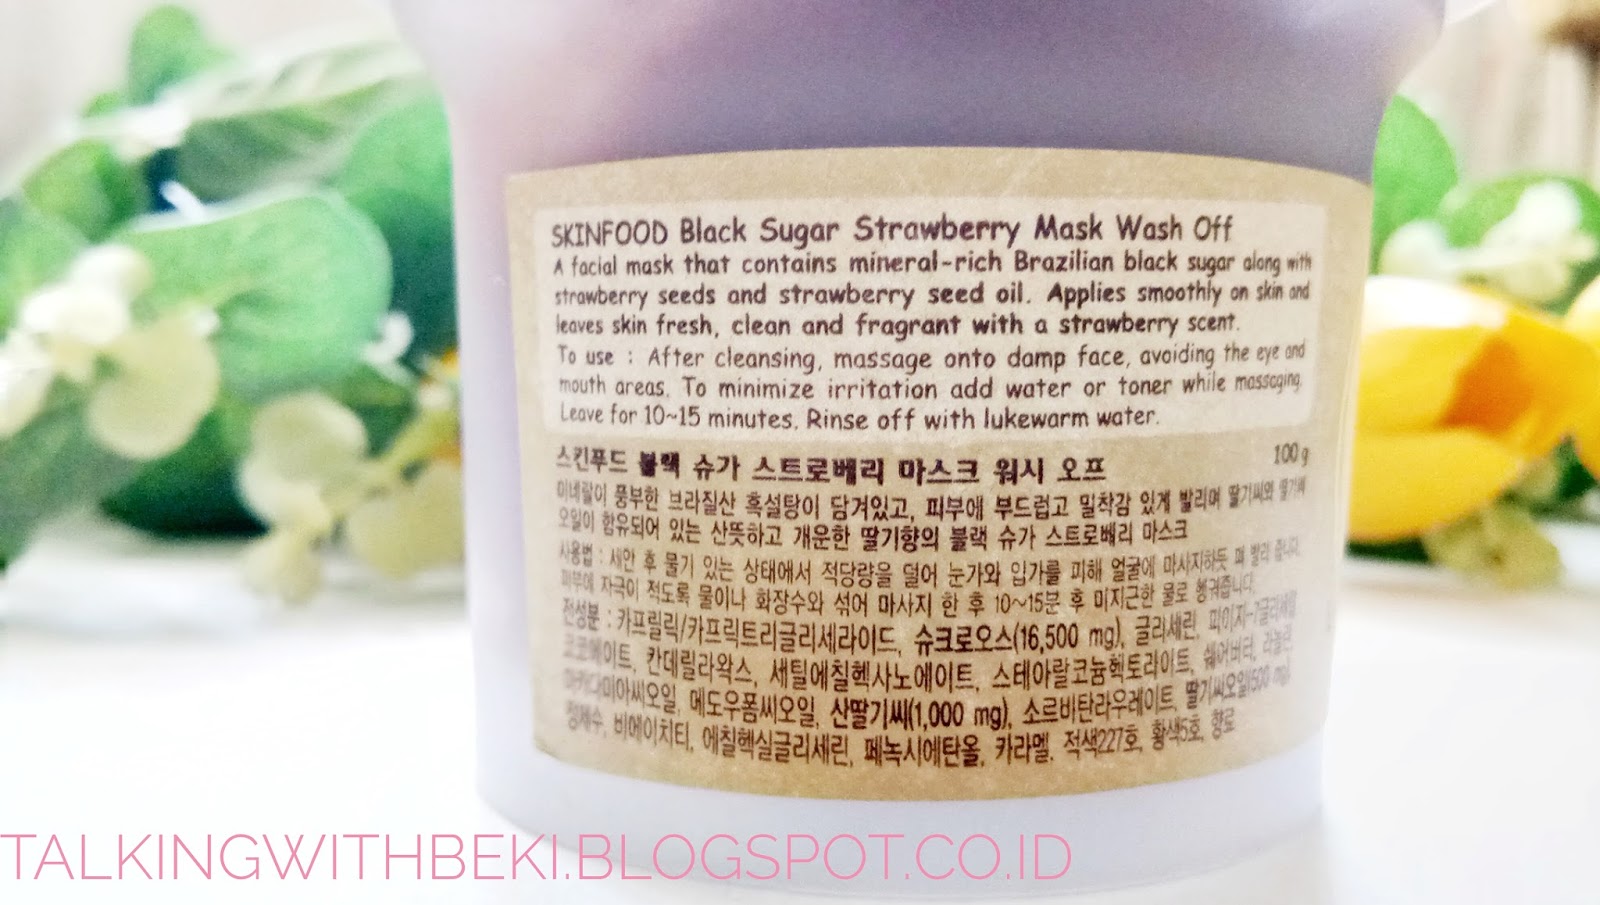 SKINFOOD Black Sugar Strawberry Mask Wash Off
A facial mask that contains mineral-rich Brazilian black sugar along with
strawberry seeds and strawberry seed oil. Applies smoothly on skin and
leaves skin fresh, clean and fragrant with a strawberry scent.
To use : After cleansing, massage onto damp face, avoiding the eye and
mouth areas. To minimize irritation add water or toner while massaging.
Leave for 10~15 minutes. Rinse off with lukewarm water.
스킨푸드 블랙 슈가 스트로베리 마스크 워시 오프 100 g
미네랄이 풍부한 브라질산 흑설탕이 담겨있고, 피부에 부드럽고 밀착감 있게 발리며 딸기씨와 딸기씨
오일이 함유되어 있는 산뜻하고 개운한 딸기향의 블랙 슈가 스트로베리 마스크
사용법 : 세안 후 물기 있는 상태에서 적당량을 덜어 눈가와 입가를 피해 얼굴에 마사지하듯 펴 발라 줍니다.
피부에 자극이 적도록 물이나 화장수와 섞어 마사지 한 후 10~15분 후 미지근한 물로 헹궈줍니다.
전성분 : 카프릴릭/카프릭트리글리세라이드, 슈크로오스(16,500 mg), 글리세린, 피이지-7글리세릴
코코에이트, 칸데릴라왁스, 세틸에칠헥사노에이트, 스테아랄코늄헥토라이트, 쉐어버터, 라놀린,
마카다미아씨오일, 메도우폼씨오일, 산딸기씨(1,000 mg), 소르비탄라우레이트, 딸기씨오일(500 mg),
정제수, 비에이치티, 에칠헥실글리세린, 페녹시에탄올, 카라멜, 적색227호, 황색5호, 향료
TALKINGWITHBEKI.BLOGSPOT.CO.ID